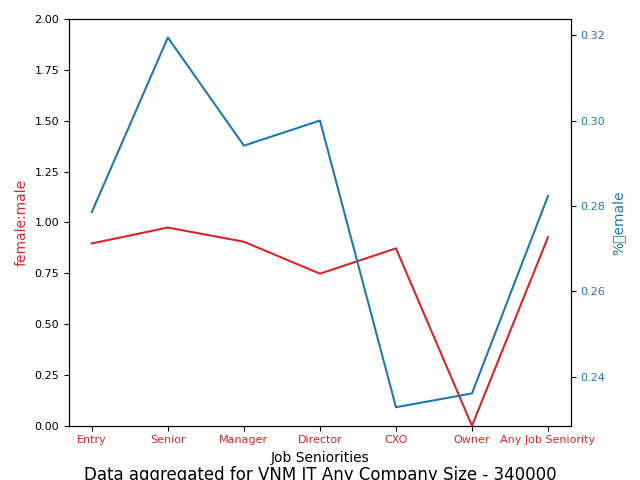 2.00
1.75
1.50
1.25
1.00
0.75
0.50
0.25
0.00
female:male
0.32
0.30
0.28
0.26
0.24
%▯emale
Entry Senior Manager Director CXO Owner Any Job Seniority
Job Seniorities
Data aggregated for VNM IT Any Company Size - 340000